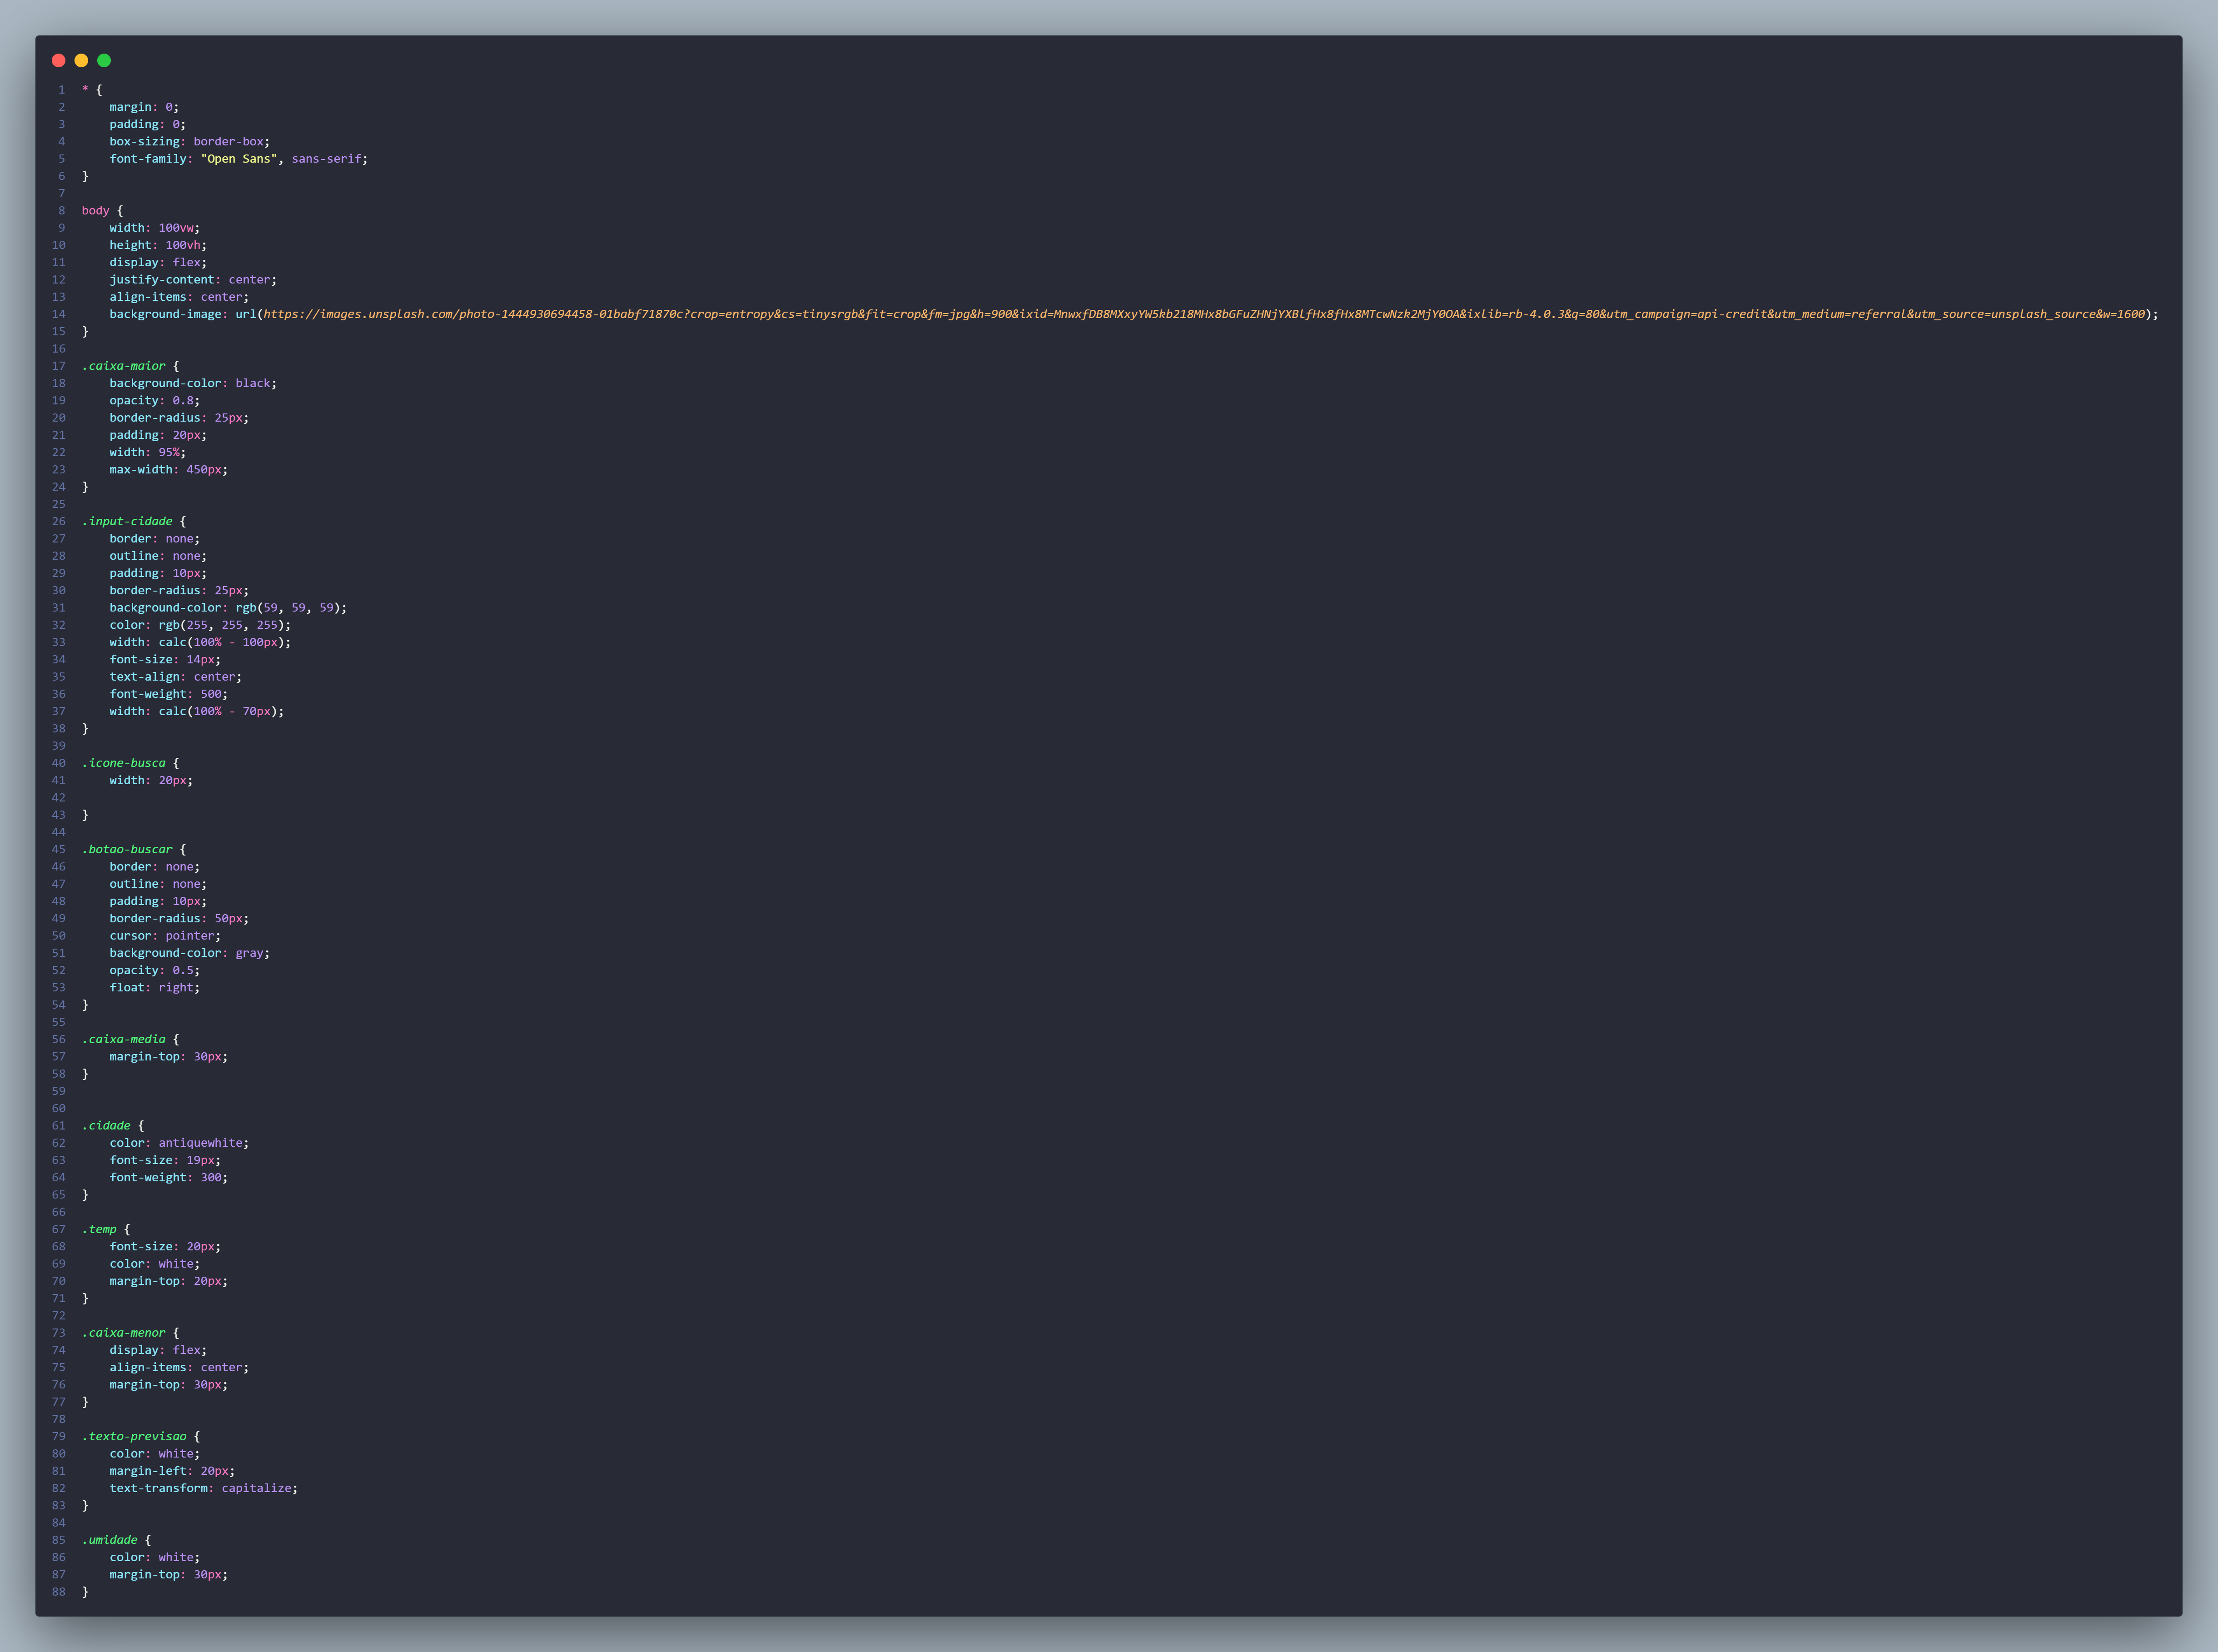 1 * {
2 margin: 0;
3 padding: 0;
4 box-sizing: border-box;
5 font-family: "Open Sans", sans-serif;
6 }
7
8 body {
9 width: 100vw;
10 height: 100vh;
11 display: flex;
12 justify-content: center;
13 align-items: center;
14 background-image: url(https://images.unsplash.com/photo-1444930694458-01babf71870c?crop=entropy&cs=tinysrgb&fit=crop&fm=jpg&h=900&ixid=MnwxfDB8MXxyYW5kb218MHx8bGFuZHNjYXBlfHx8fHx8MTcwNzk2MjY0OA&ixlib=rb-4.0.3&q=80&utm_campaign=api-credit&utm_medium=referral&utm_source=unsplash_source&w=1600);
15 }
16
17 .caixa-maior {
18 background-color: black;
19 opacity: 0.8;
20 border-radius: 25px;
21 padding: 20px;
22 width: 95%;
23 max-width: 450px;
24 }
25
26 .input-cidade {
27 border: none;
28 outline: none;
29 padding: 10px;
30 border-radius: 25px;
31 background-color: rgb(59, 59, 59);
32 color: rgb(255, 255, 255);
33 width: calc(100% - 100px);
34 font-size: 14px;
35 text-align: center;
36 font-weight: 500;
37 width: calc(100% - 70px);
38 }
39
40 .icone-busca {
41 width: 20px;
42
43 }
44
45 .botao-buscar {
46 border: none;
47 outline: none;
48 padding: 10px;
49 border-radius: 50px;
50 cursor: pointer;
51 background-color: gray;
52 opacity: 0.5;
53 float: right;
54 }
55
56 .caixa-media {
57 margin-top: 30px;
58 }
59
60
61 .cidade {
62 color: antiquewhite;
63 font-size: 19px;
64 font-weight: 300;
65 }
66
67 .temp {
68 font-size: 20px;
69 color: white;
70 margin-top: 20px;
71 }
72
73 .caixa-menor {
74 display: flex;
75 align-items: center;
76 margin-top: 30px;
77 }
78
79 .texto-previsao {
80 color: white;
81 margin-left: 20px;
82 text-transform: capitalize;
83 }
84
85 .umidade {
86 color: white;
87 margin-top: 30px;
88 }